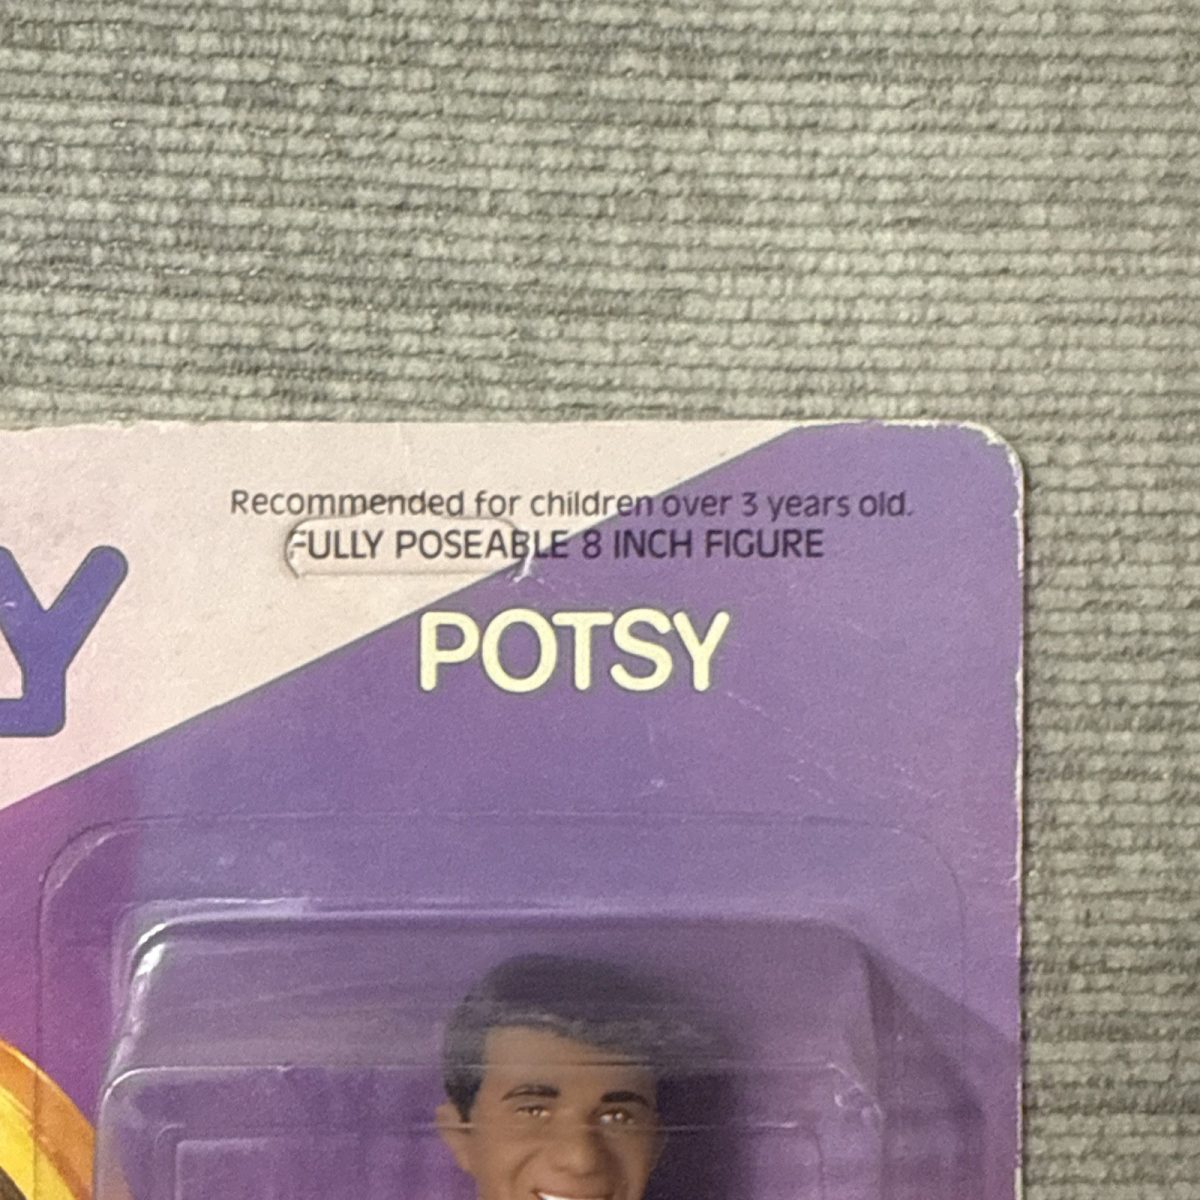 Recommended for children over 3 years old.
FULLY POSEABLE 8 INCH FIGURE
Y
POTSY